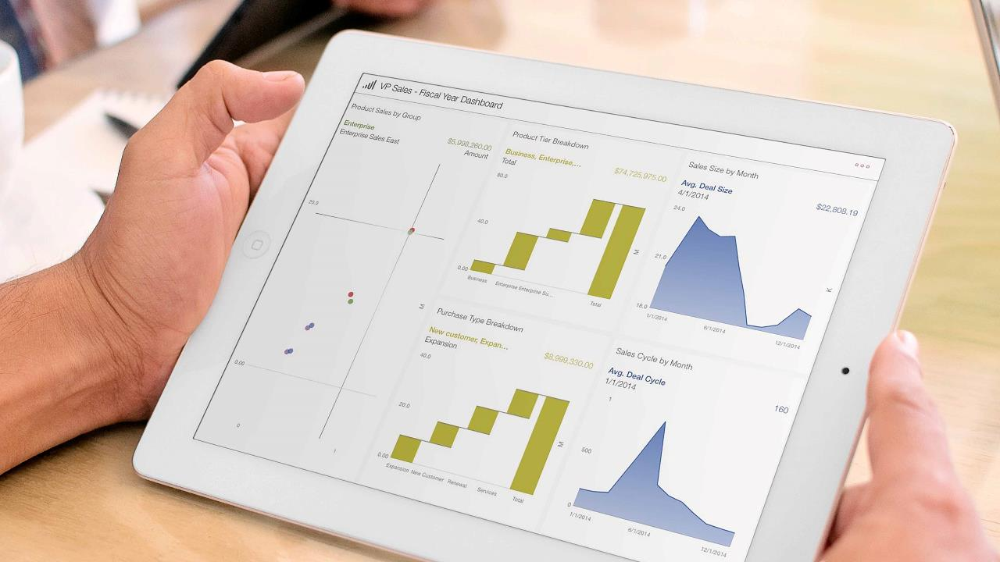 VP Sales - Fiscal Year Dashboard
Product Sales by Group
Enterprise
Enterprise Sales East
$5,998,260.00
Amount
20.0
0.00
0
1
M
Product Tier Breakdown
Business, Enterprise,...
Total
$74,725,975.00
80.0
40.0
0.00
Business
Enterprise Enterprise Su...
Total
M
Sales Size by Month
Avg. Deal Size
4/1/2014
$22,808.19
24.0
21.0
18.0
1/1/2014
6/1/2014
12/1/2014
K
Purchase Type Breakdown
New customer, Expan...
Expansion
$8,999,330.00
40.0
20.0
0.00
Expansion New Customer Renewal Services Total
M
Sales Cycle by Month
Avg. Deal Cycle
1/1/2014
160
1
500
0
1/1/2014
6/1/2014
12/1/2014